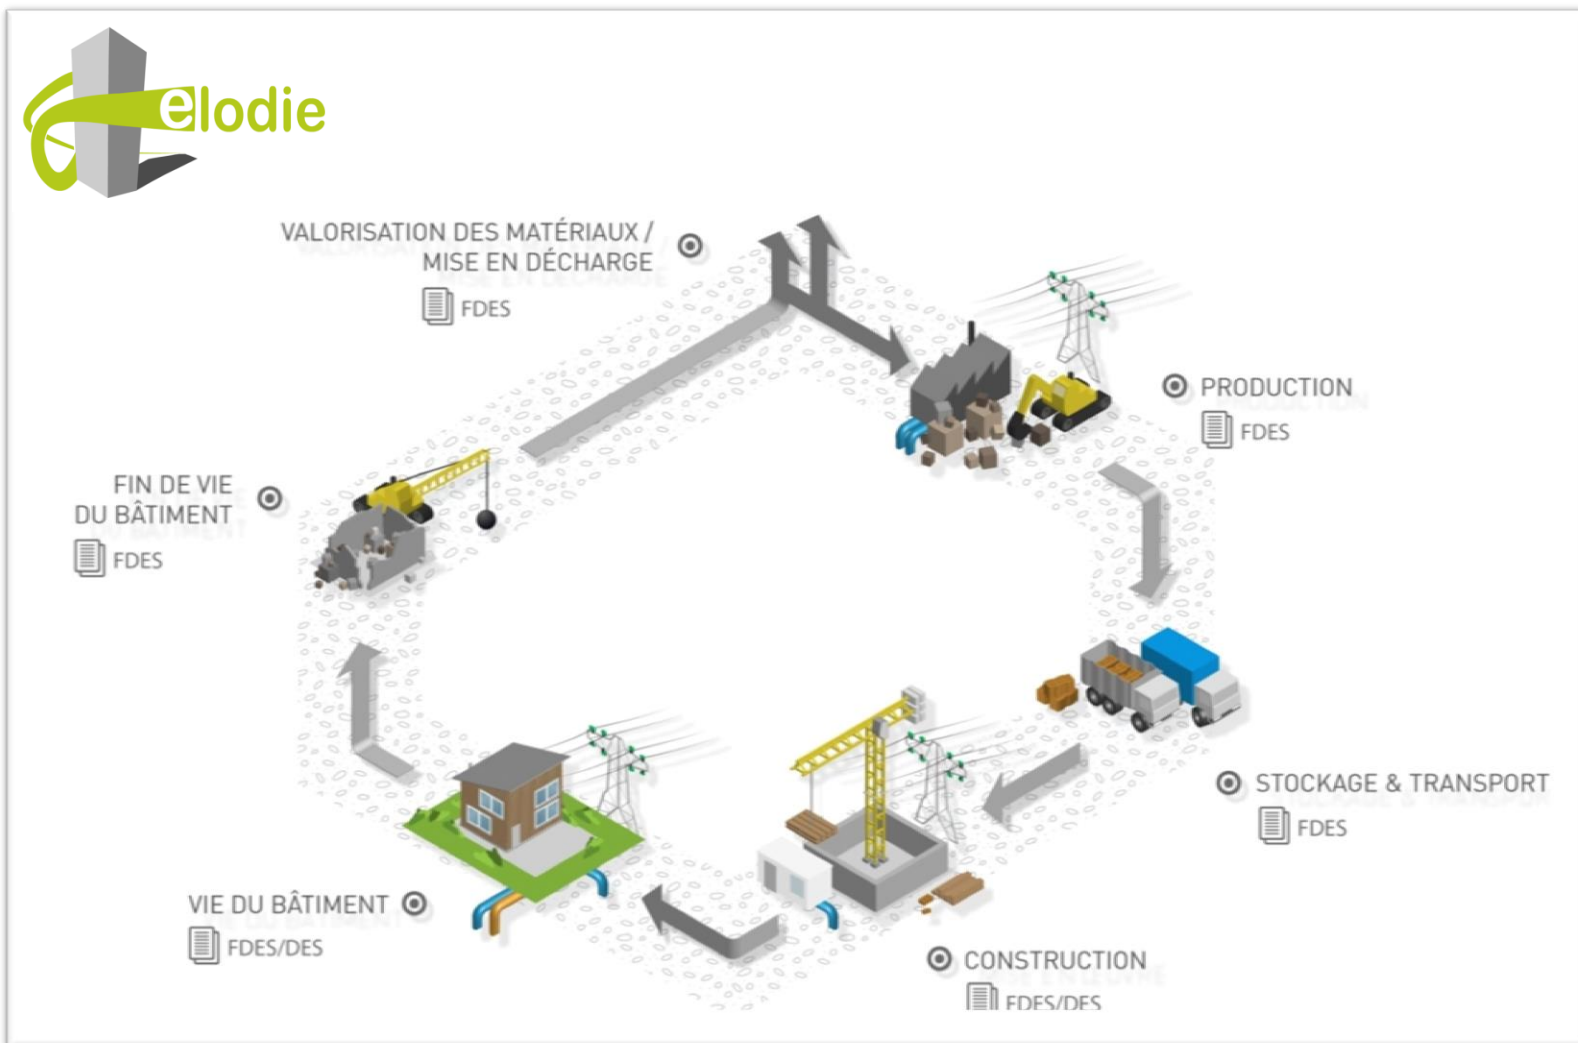 elodie
VALORISATION DES MATÉRIAUX /
MISE EN DÉCHARGE
FDES
PRODUCTION
FDES
FIN DE VIE
DU BÂTIMENT
FDES
STOCKAGE & TRANSPORT
FDES
VIE DU BÂTIMENT
FDES/DES
CONSTRUCTION
FDES/DES